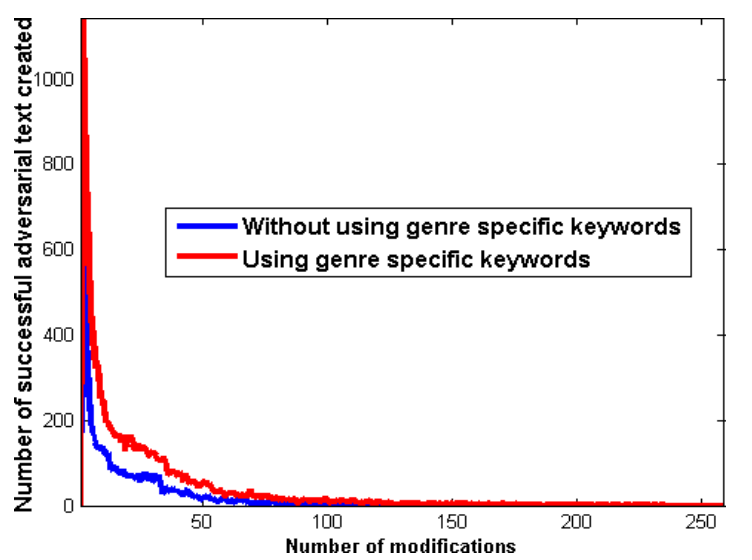 Number of successful adversarial text created
1000
800
600
400
200
0
Without using genre specific keywords
Using genre specific keywords
50 100 150 200 250
Number of modifications